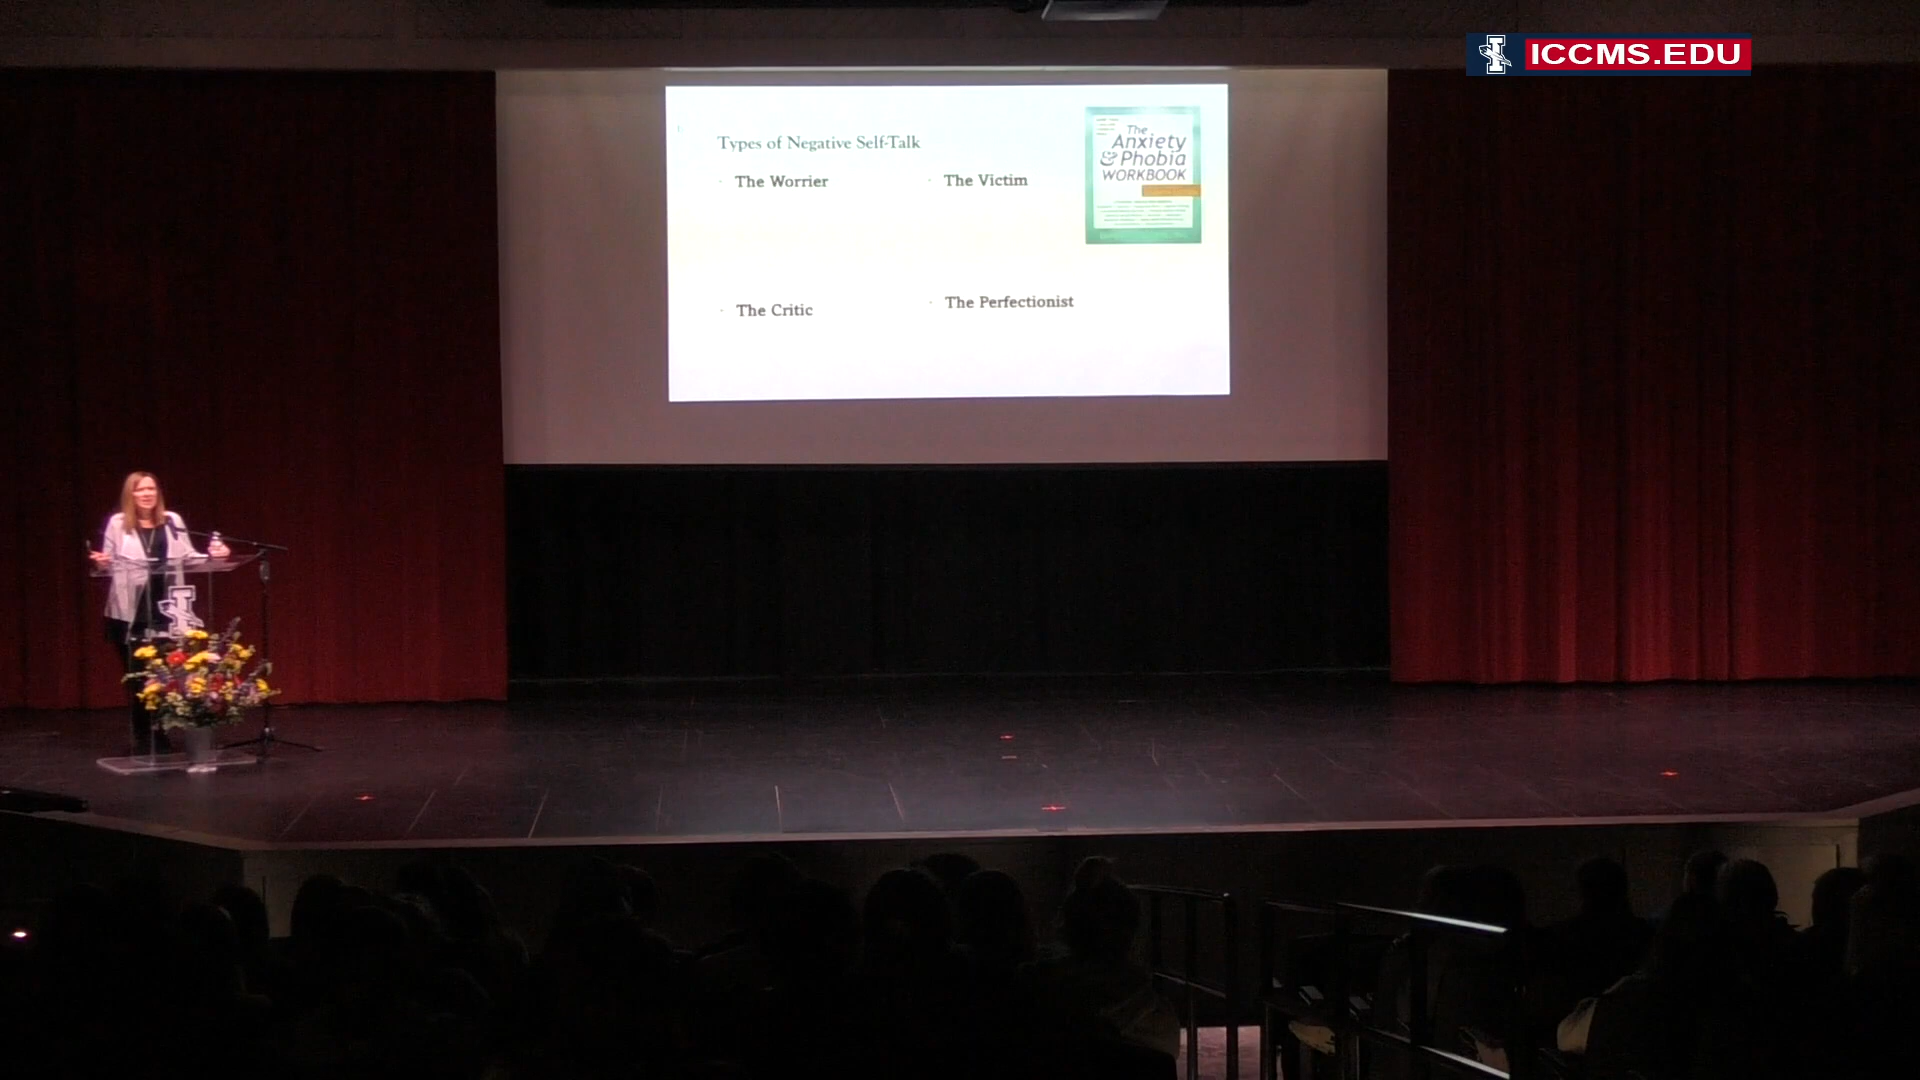 ICCMS.EDU
Types of Negative Self-Talk
The Worrier
The Victim
The Critic
The Perfectionist
The
Anxiety
& Phobia
WORKBOOK